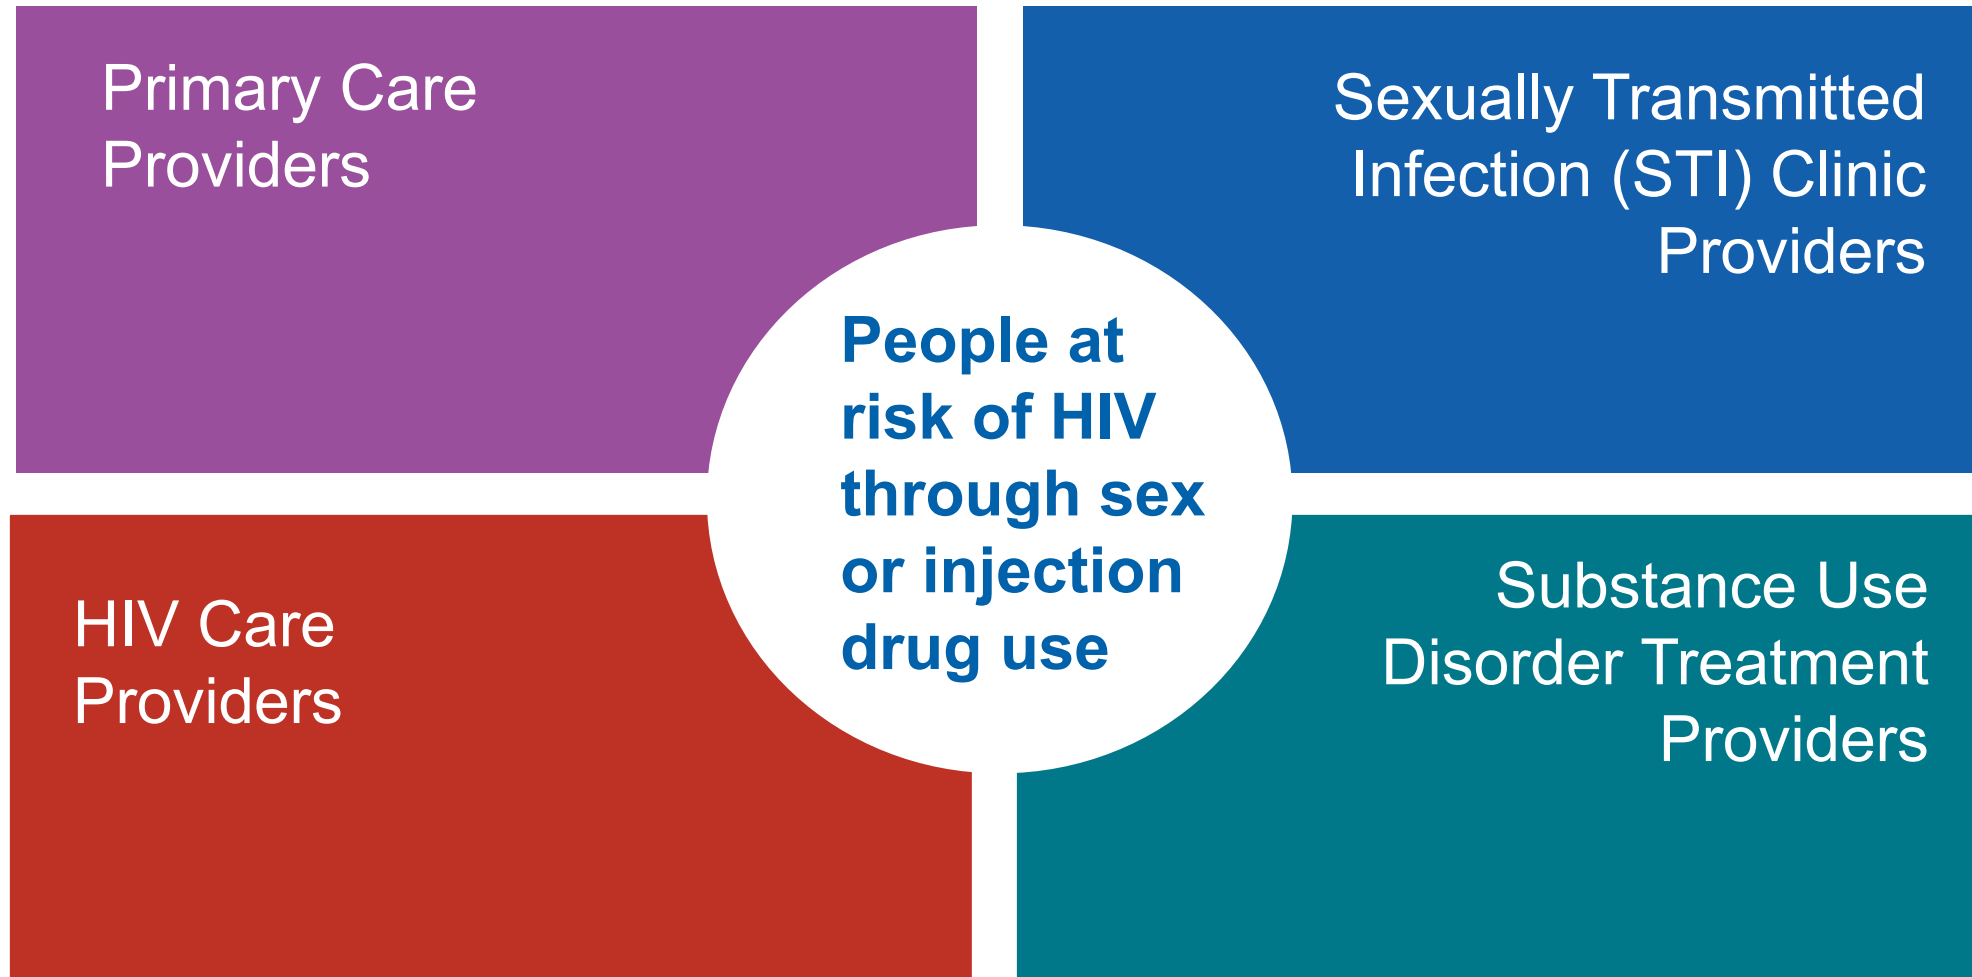 Primary Care
Providers
Sexually Transmitted
Infection (STI) Clinic
Providers
People at
risk of HIV
through sex
or injection
drug use
HIV Care
Providers
Substance Use
Disorder Treatment
Providers